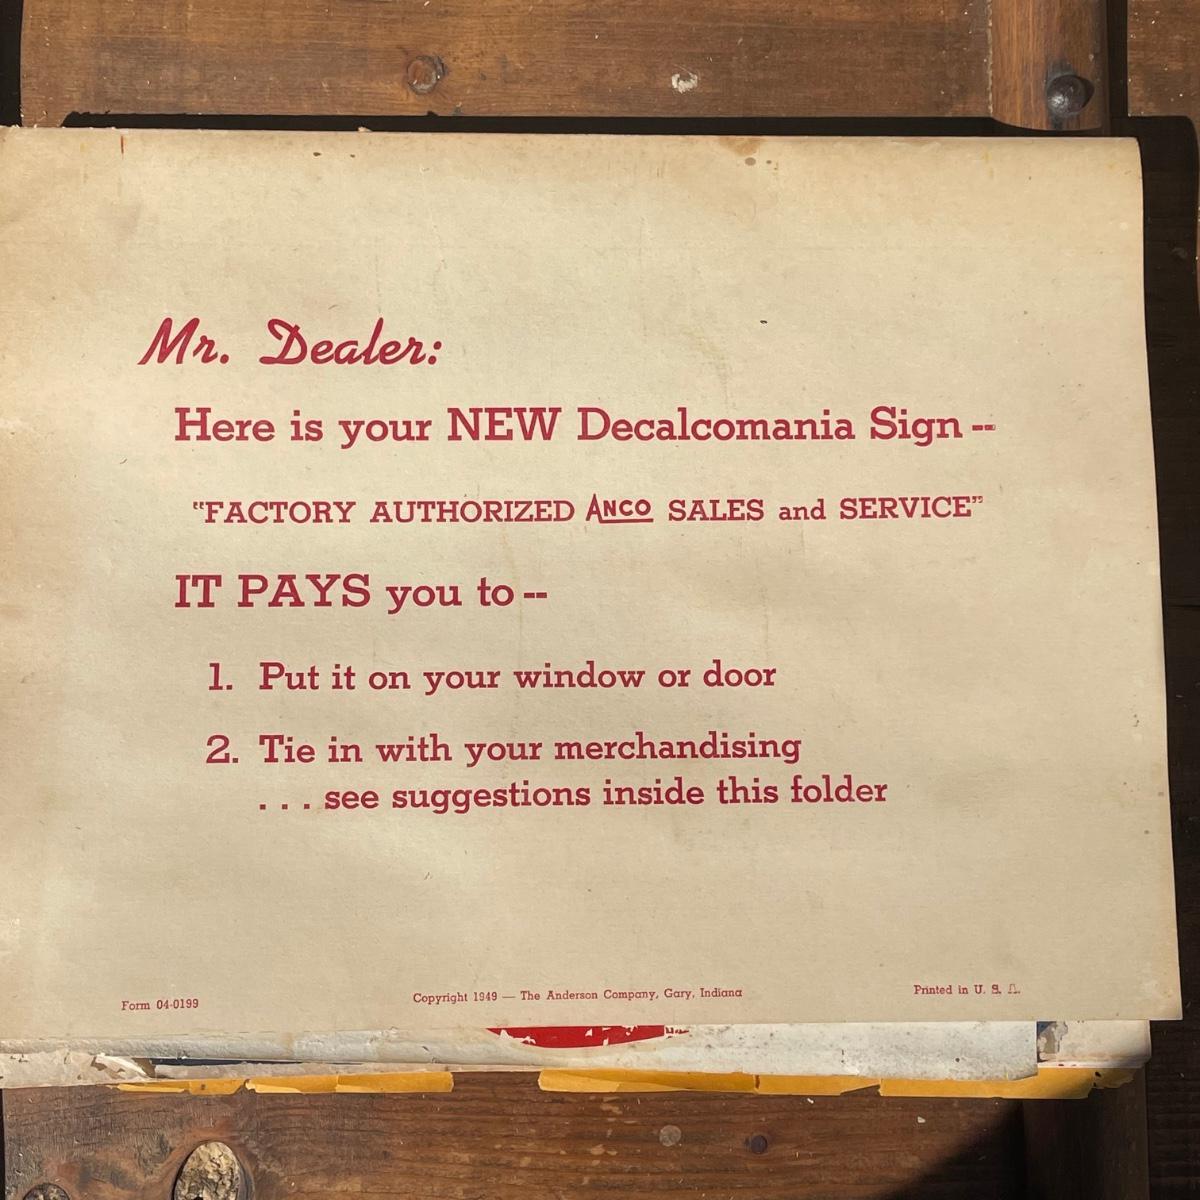 Mr. Dealer:
Here is your NEW Decalcomania Sign --
"FACTORY AUTHORIZED ANCO SALES and SERVICE"
IT PAYS you to --
1. Put it on your window or door
2. Tie in with your merchandising
. . . see suggestions inside this folder
Form 04-0199
Copyright 1949 — The Anderson Company, Gary, Indiana
Printed in U. S. A.